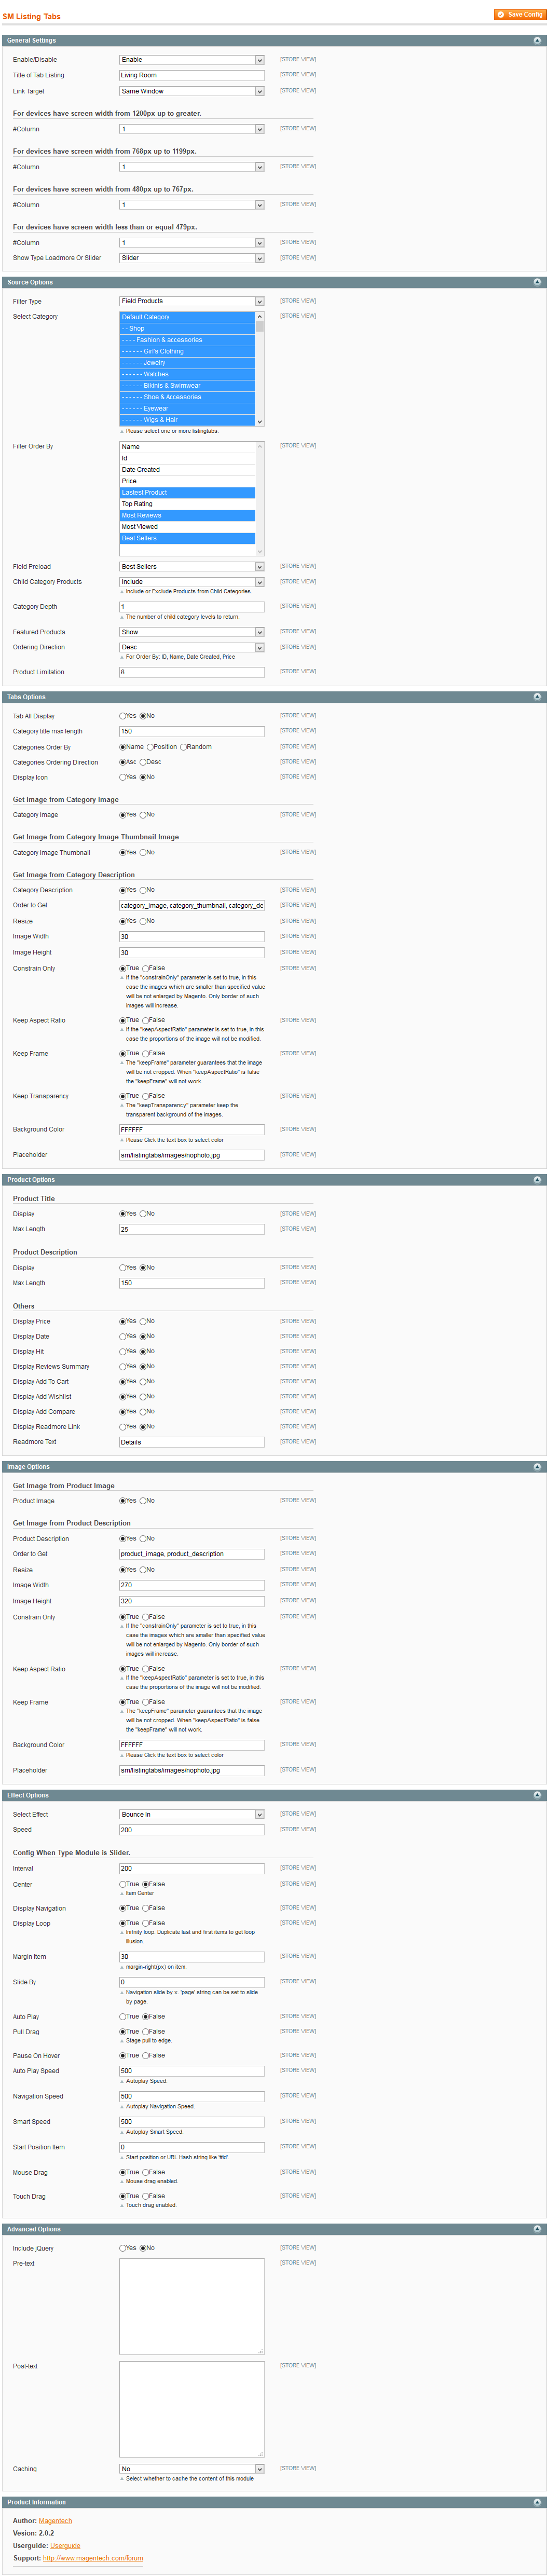 SM Listing Tabs
Save Config
General Settings
Enable/Disable Enable [STORE VIEW]
Title of Tab Listing Living Room [STORE VIEW]
Link Target Same Window [STORE VIEW]
For devices have screen width from 1200px up to greater.
#Column 1 [STORE VIEW]
For devices have screen width from 768px up to 1199px.
#Column 1 [STORE VIEW]
For devices have screen width from 480px up to 767px.
#Column 1 [STORE VIEW]
For devices have screen width less than or equal 479px.
#Column 1 [STORE VIEW]
Show Type Loadmore Or Slider Slider [STORE VIEW]
Source Options
Filter Type Field Products [STORE VIEW]
Select Category Default Category [STORE VIEW]
- - Shop
- - - - Fashion & accessories
- - - - - - Girl's Clothing
- - - - - - Jewelry
- - - - - - Watches
- - - - - - Bikinis & Swimwear
- - - - - - Shoe & Accessories
- - - - - - Eyewear
- - - - - - Wigs & Hair
Please select one or more listingtabs.
Filter Order By Name [STORE VIEW]
Id
Date Created
Price
Lastest Product
Top Rating
Most Reviews
Most Viewed
Best Sellers
Field Preload Best Sellers [STORE VIEW]
Child Category Products Include [STORE VIEW]
Include or Exclude Products from Child Categories.
Category Depth 1 [STORE VIEW]
The number of child category levels to return.
Featured Products Show [STORE VIEW]
Ordering Direction Desc [STORE VIEW]
For Order By: ID, Name, Date Created, Price
Product Limitation 8 [STORE VIEW]
Tabs Options
Tab All Display Yes No [STORE VIEW]
Category title max length 150 [STORE VIEW]
Categories Order By Name Position Random [STORE VIEW]
Categories Ordering Direction Asc Desc [STORE VIEW]
Display Icon Yes No [STORE VIEW]
Get Image from Category Image
Category Image Yes No [STORE VIEW]
Get Image from Category Image Thumbnail Image
Category Image Thumbnail Yes No [STORE VIEW]
Get Image from Category Description
Category Description Yes No [STORE VIEW]
Order to Get category_image, category_thumbnail, category_de [STORE VIEW]
Resize Yes No [STORE VIEW]
Image Width 30 [STORE VIEW]
Image Height 30 [STORE VIEW]
Constrain Only True False [STORE VIEW]
If the "constrainOnly" parameter is set to true, in this
case the images which are smaller than specified value
will be not enlarged by Magento. Only border of such
images will increase.
Keep Aspect Ratio True False [STORE VIEW]
If the "keepAspectRatio" parameter is set to true, in this
case the proportions of the image will not be modified.
Keep Frame True False [STORE VIEW]
The "keepFrame" parameter guarantees that the image
will be not cropped. When "keepAspectRatio" is false
the "keepFrame" will not work.
Keep Transparency True False [STORE VIEW]
The "keepTransparency" parameter keep the
transparent background of the images.
Background Color FFFFFF [STORE VIEW]
Please Click the text box to select color
Placeholder sm/listingtabs/images/nophoto.jpg [STORE VIEW]
Product Options
Product Title
Display Yes No [STORE VIEW]
Max Length 25 [STORE VIEW]
Product Description
Display Yes No [STORE VIEW]
Max Length 150 [STORE VIEW]
Others
Display Price Yes No [STORE VIEW]
Display Date Yes No [STORE VIEW]
Display Hit Yes No [STORE VIEW]
Display Reviews Summary Yes No [STORE VIEW]
Display Add To Cart Yes No [STORE VIEW]
Display Add Wishlist Yes No [STORE VIEW]
Display Add Compare Yes No [STORE VIEW]
Display Readmore Link Yes No [STORE VIEW]
Readmore Text Details [STORE VIEW]
Image Options
Get Image from Product Image
Product Image Yes No [STORE VIEW]
Get Image from Product Description
Product Description Yes No [STORE VIEW]
Order to Get product_image, product_description [STORE VIEW]
Resize Yes No [STORE VIEW]
Image Width 270 [STORE VIEW]
Image Height 320 [STORE VIEW]
Constrain Only True False [STORE VIEW]
If the "constrainOnly" parameter is set to true, in this
case the images which are smaller than specified value
will be not enlarged by Magento. Only border of such
images will increase.
Keep Aspect Ratio True False [STORE VIEW]
If the "keepAspectRatio" parameter is set to true, in this
case the proportions of the image will not be modified.
Keep Frame True False [STORE VIEW]
The "keepFrame" parameter guarantees that the image
will be not cropped. When "keepAspectRatio" is false
the "keepFrame" will not work.
Background Color FFFFFF [STORE VIEW]
Please Click the text box to select color
Placeholder sm/listingtabs/images/nophoto.jpg [STORE VIEW]
Effect Options
Select Effect Bounce In [STORE VIEW]
Speed 200 [STORE VIEW]
Config When Type Module is Slider.
Interval 200 [STORE VIEW]
Center True False [STORE VIEW]
Item Center
Display Navigation True False [STORE VIEW]
Display Loop True False [STORE VIEW]
Inifnity loop. Duplicate last and first items to get loop
illusion.
Margin Item 30 [STORE VIEW]
margin-right(px) on item.
Slide By 0 [STORE VIEW]
Navigation slide by x. 'page' string can be set to slide
by page.
Auto Play True False [STORE VIEW]
Pull Drag True False [STORE VIEW]
Stage pull to edge.
Pause On Hover True False [STORE VIEW]
Auto Play Speed 500 [STORE VIEW]
Autoplay Speed.
Navigation Speed 500 [STORE VIEW]
Autoplay Navigation Speed.
Smart Speed 500 [STORE VIEW]
Autoplay Smart Speed.
Start Position Item 0 [STORE VIEW]
Start position or URL Hash string like '#id'.
Mouse Drag True False [STORE VIEW]
Mouse drag enabled.
Touch Drag True False [STORE VIEW]
Touch drag enabled.
Advanced Options
Include jQuery Yes No [STORE VIEW]
Pre-text [STORE VIEW]
Post-text [STORE VIEW]
Caching No [STORE VIEW]
Select whether to cache the content of this module
Product Information
Author: Magentech
Vesion: 2.0.2
Userguide: Userguide
Support: http://www.magentech.com/forum